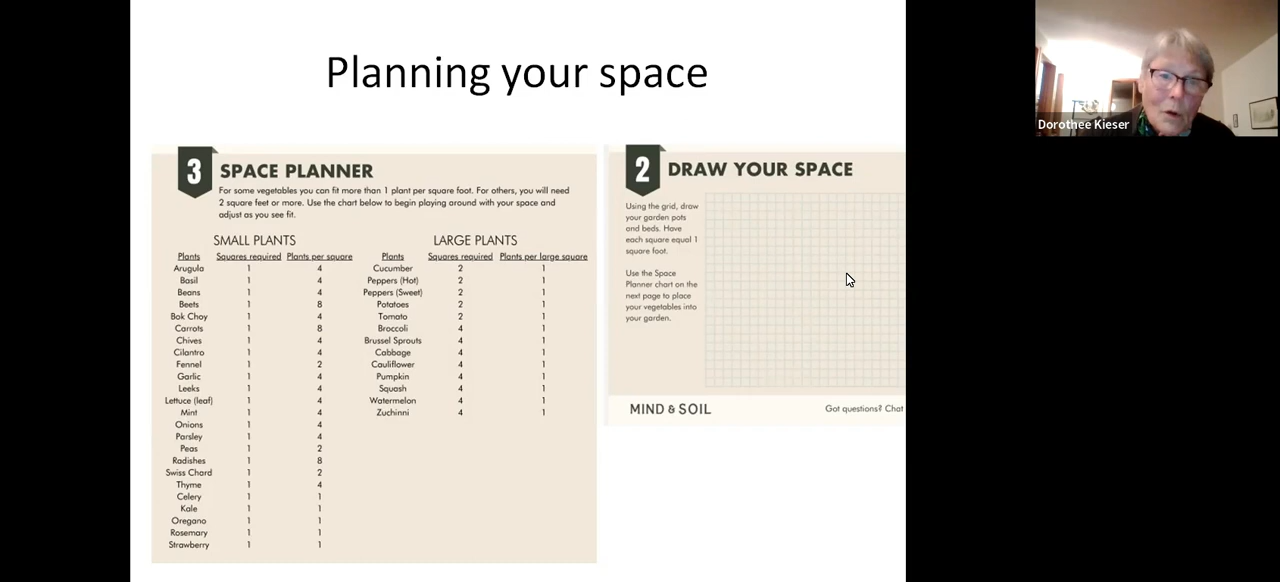 Planning your space
3 SPACE PLANNER
For some vegetables you can fit more than 1 plant per square foot. For others, you will need
2 square feet or more. Use the chart below to begin playing around with your space and
adjust as you see fit.
SMALL PLANTS LARGE PLANTS
Plants Squares required Plants per square Plants Squares required Plants per large square
Arugula 1 4 Cucumber 2 1
Basil 1 4 Peppers (Hot) 2 1
Beans 1 4 Peppers (Sweet) 2 1
Beets 1 8 Potatoes 2 1
Bok Choy 1 4 Tomato 2 1
Carrots 1 8 Broccoli 4 1
Chives 1 4 Brussel Sprouts 4 1
Cilantro 1 4 Cabbage 4 1
Fennel 1 2 Cauliflower 4 1
Garlic 1 4 Pumpkin 4 1
Leeks 1 4 Squash 4 1
Lettuce (leaf) 1 4 Watermelon 4 1
Mint 1 4 Zuchinni 4 1
Onions 1 4
Parsley 1 4
Peas 1 2
Radishes 1 8
Swiss Chard 1 2
Thyme 1 4
Celery 1 1
Kale 1 1
Oregano 1 1
Rosemary 1 1
Strawberry 1 1
2 DRAW YOUR SPACE
Using the grid, draw
your garden pots
and beds. Have
each square equal 1
square foot.
Use the Space
Planner chart on the
next page to place
your vegetables into
your garden.
MIND & SOIL
Got questions? Chat
Dorothee Kieser